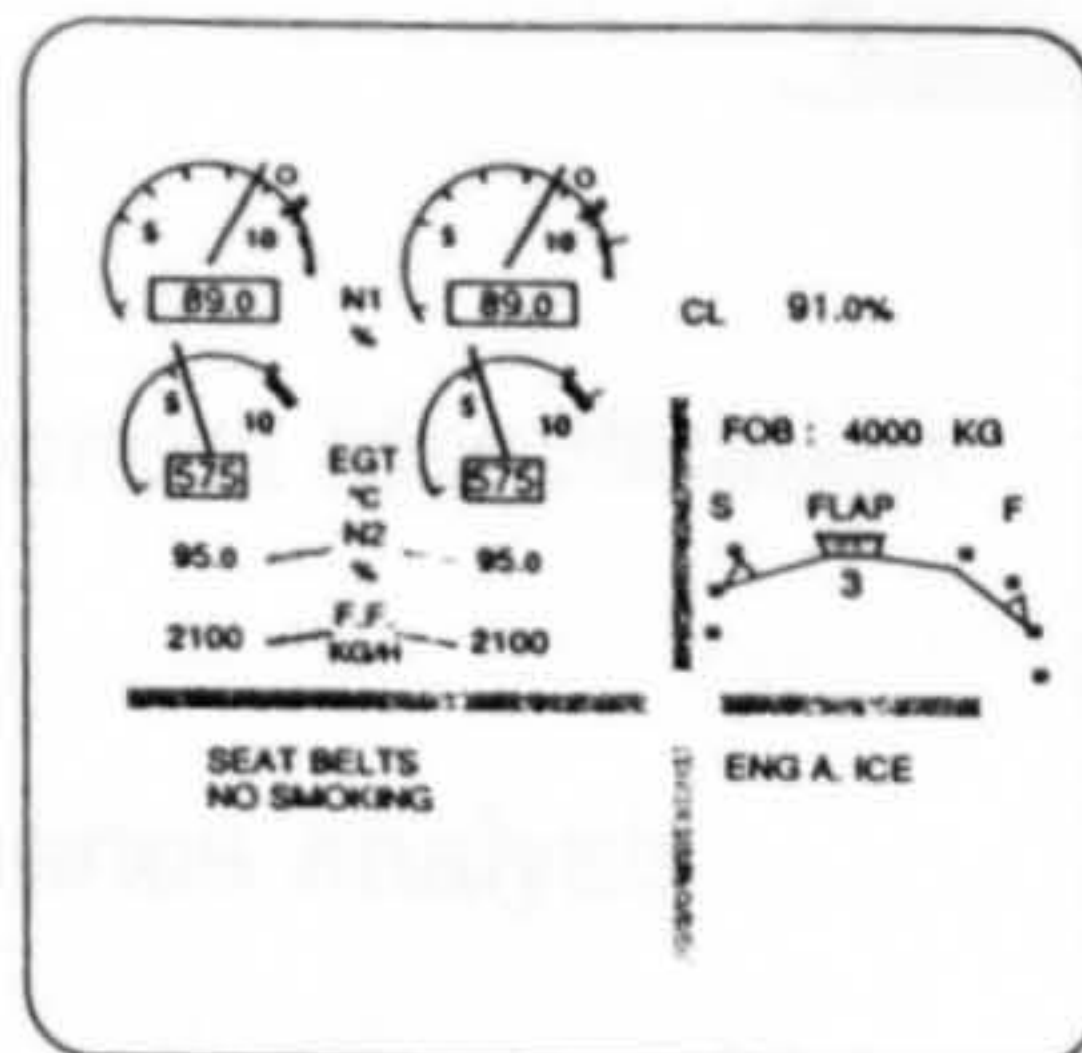 5 10 5 10
89.0 N1 89.0
%
CL 91.0%
5 10 5 10
575 EGT 575
°C
95.0 N2 95.0
%
2100 F.F. 2100
KG/H
FOB : 4000 KG
S FLAP F
3
SEAT BELTS
NO SMOKING
ENG A. ICE